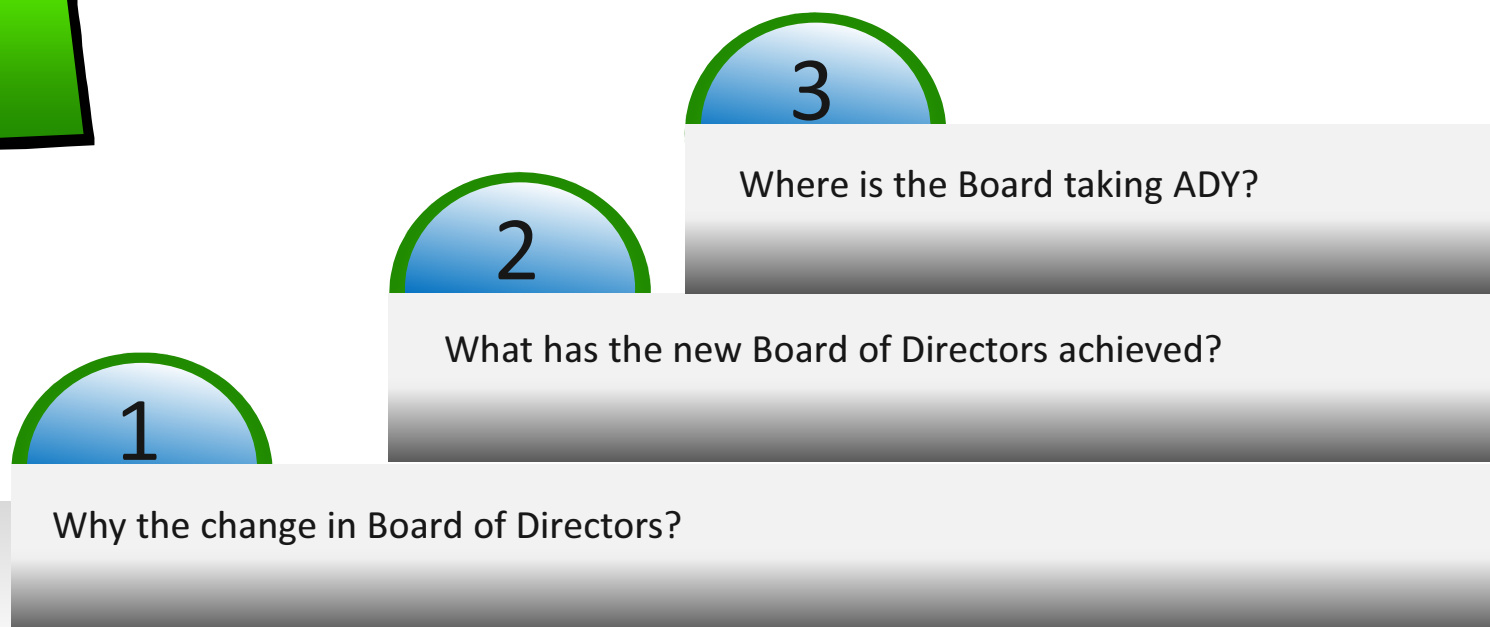 3
Where is the Board taking ADY?
2
What has the new Board of Directors achieved?
1
Why the change in Board of Directors?